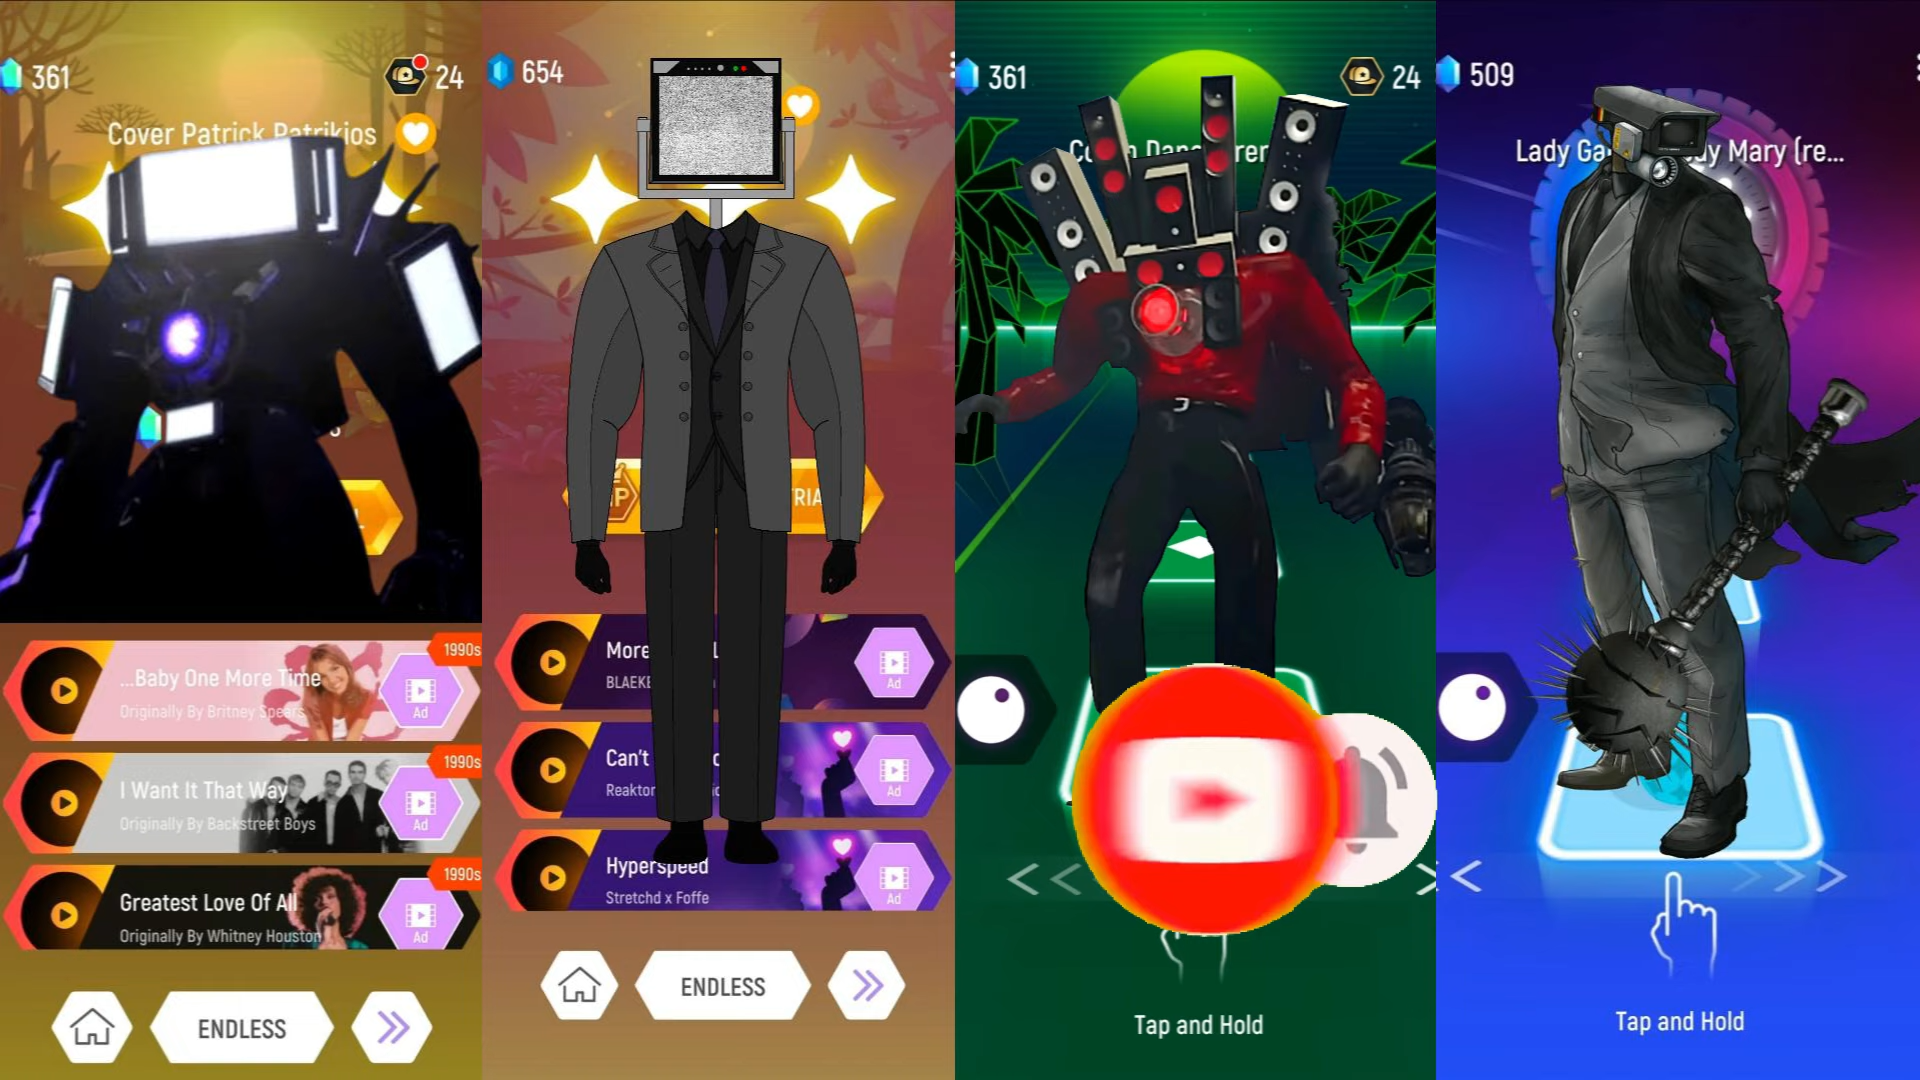 361
24
Cover Patrick Patrikios
1990s
...Baby One More Time
Originally By Britney Spears
Ad
1990s
I Want It That Way
Originally By Backstreet Boys
Ad
1990s
Greatest Love Of All
Originally By Whitney Houston
Ad
ENDLESS
654
More
Ad
Can't
Ad
Hyperspeed
Stretchd x Foffe
Ad
ENDLESS
361
24
Tap and Hold
509
Lady Ga
Mary (re...
Tap and Hold